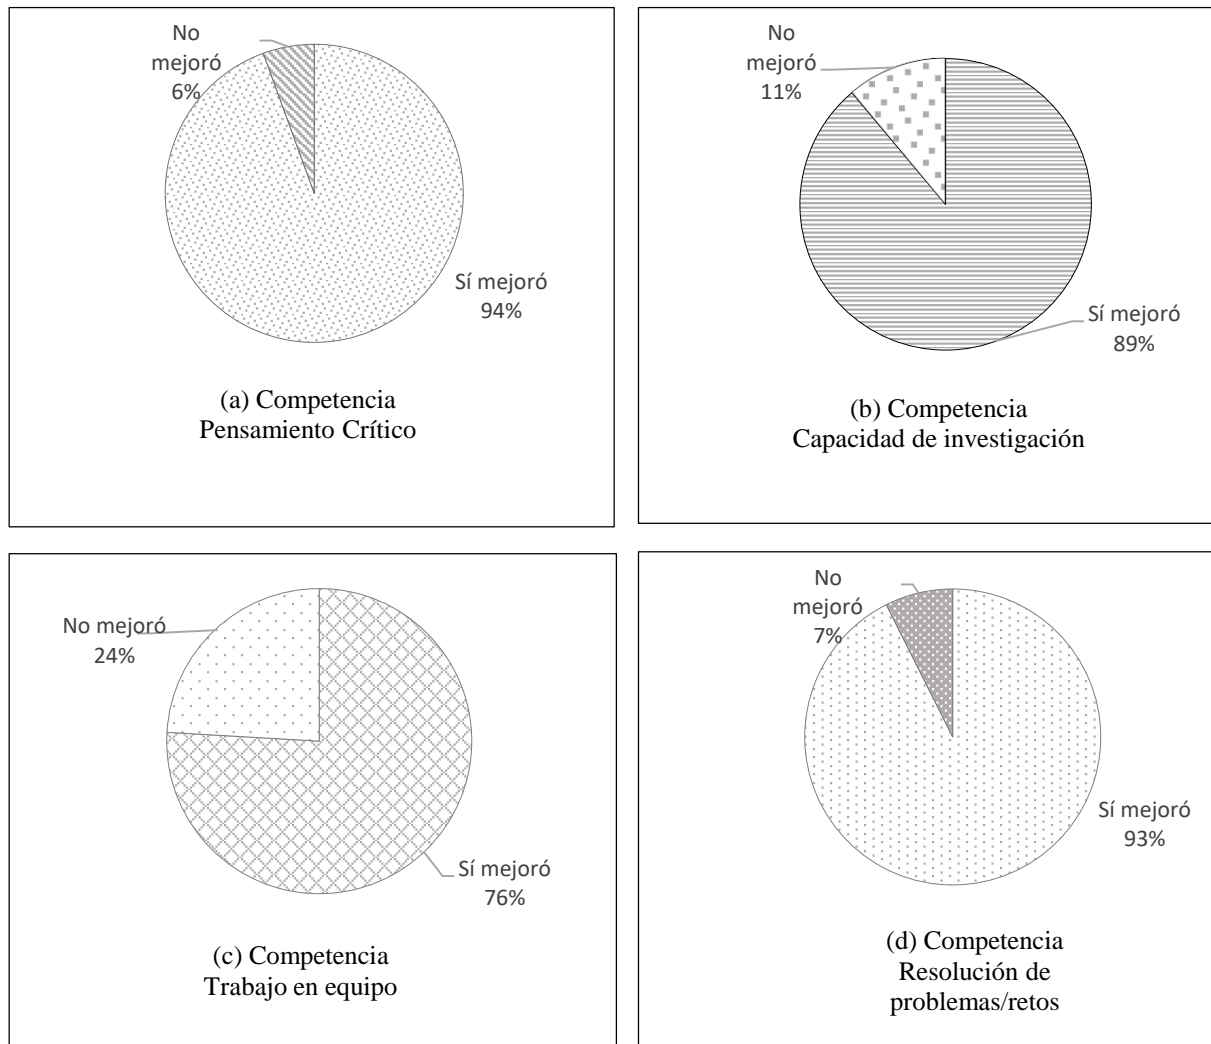 No
mejoró
6%
Sí mejoró
94%
(a) Competencia
Pensamiento Crítico
No
mejoró
11%
Sí mejoró
89%
(b) Competencia
Capacidad de investigación
No mejoró
24%
Sí mejoró
76%
(c) Competencia
Trabajo en equipo
No
mejoró
7%
Sí mejoró
93%
(d) Competencia
Resolución de
problemas/retos